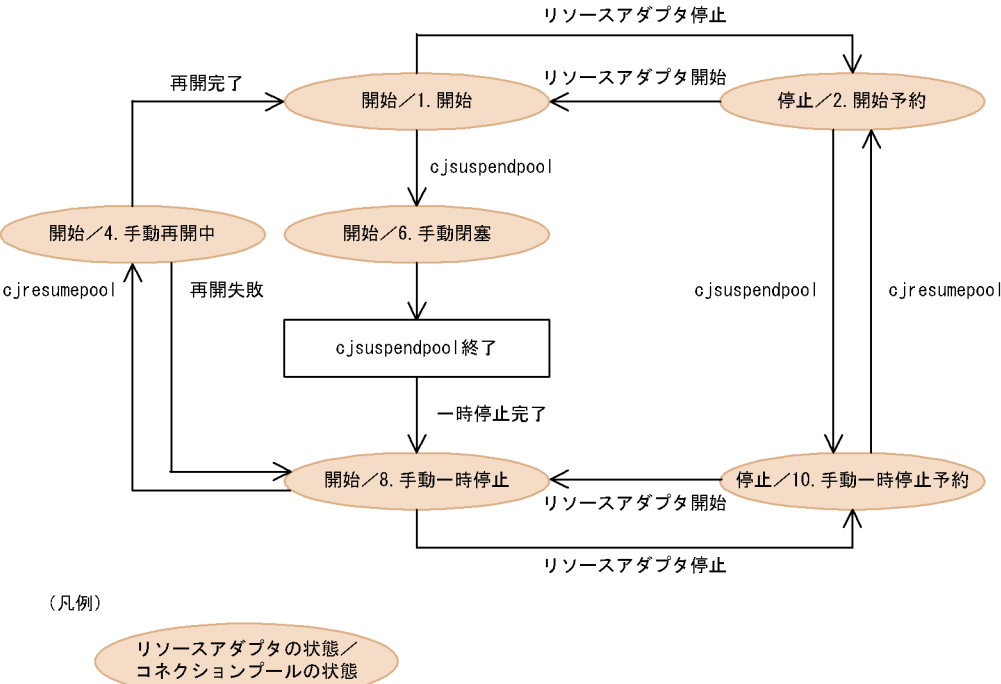 リソースアダプタ停止
再開完了
リソースアダプタ開始
開始／1. 開始
停止／2. 開始予約
cjsuspendpool
開始／4. 手動再開中
開始／6. 手動閉塞
cjresumepool
再開失敗
cjsuspendpool
cjresumepool
cjsuspendpool終了
一時停止完了
開始／8. 手動一時停止
停止／10. 手動一時停止予約
リソースアダプタ開始
リソースアダプタ停止
（凡例）
リソースアダプタの状態／
コネクションプールの状態